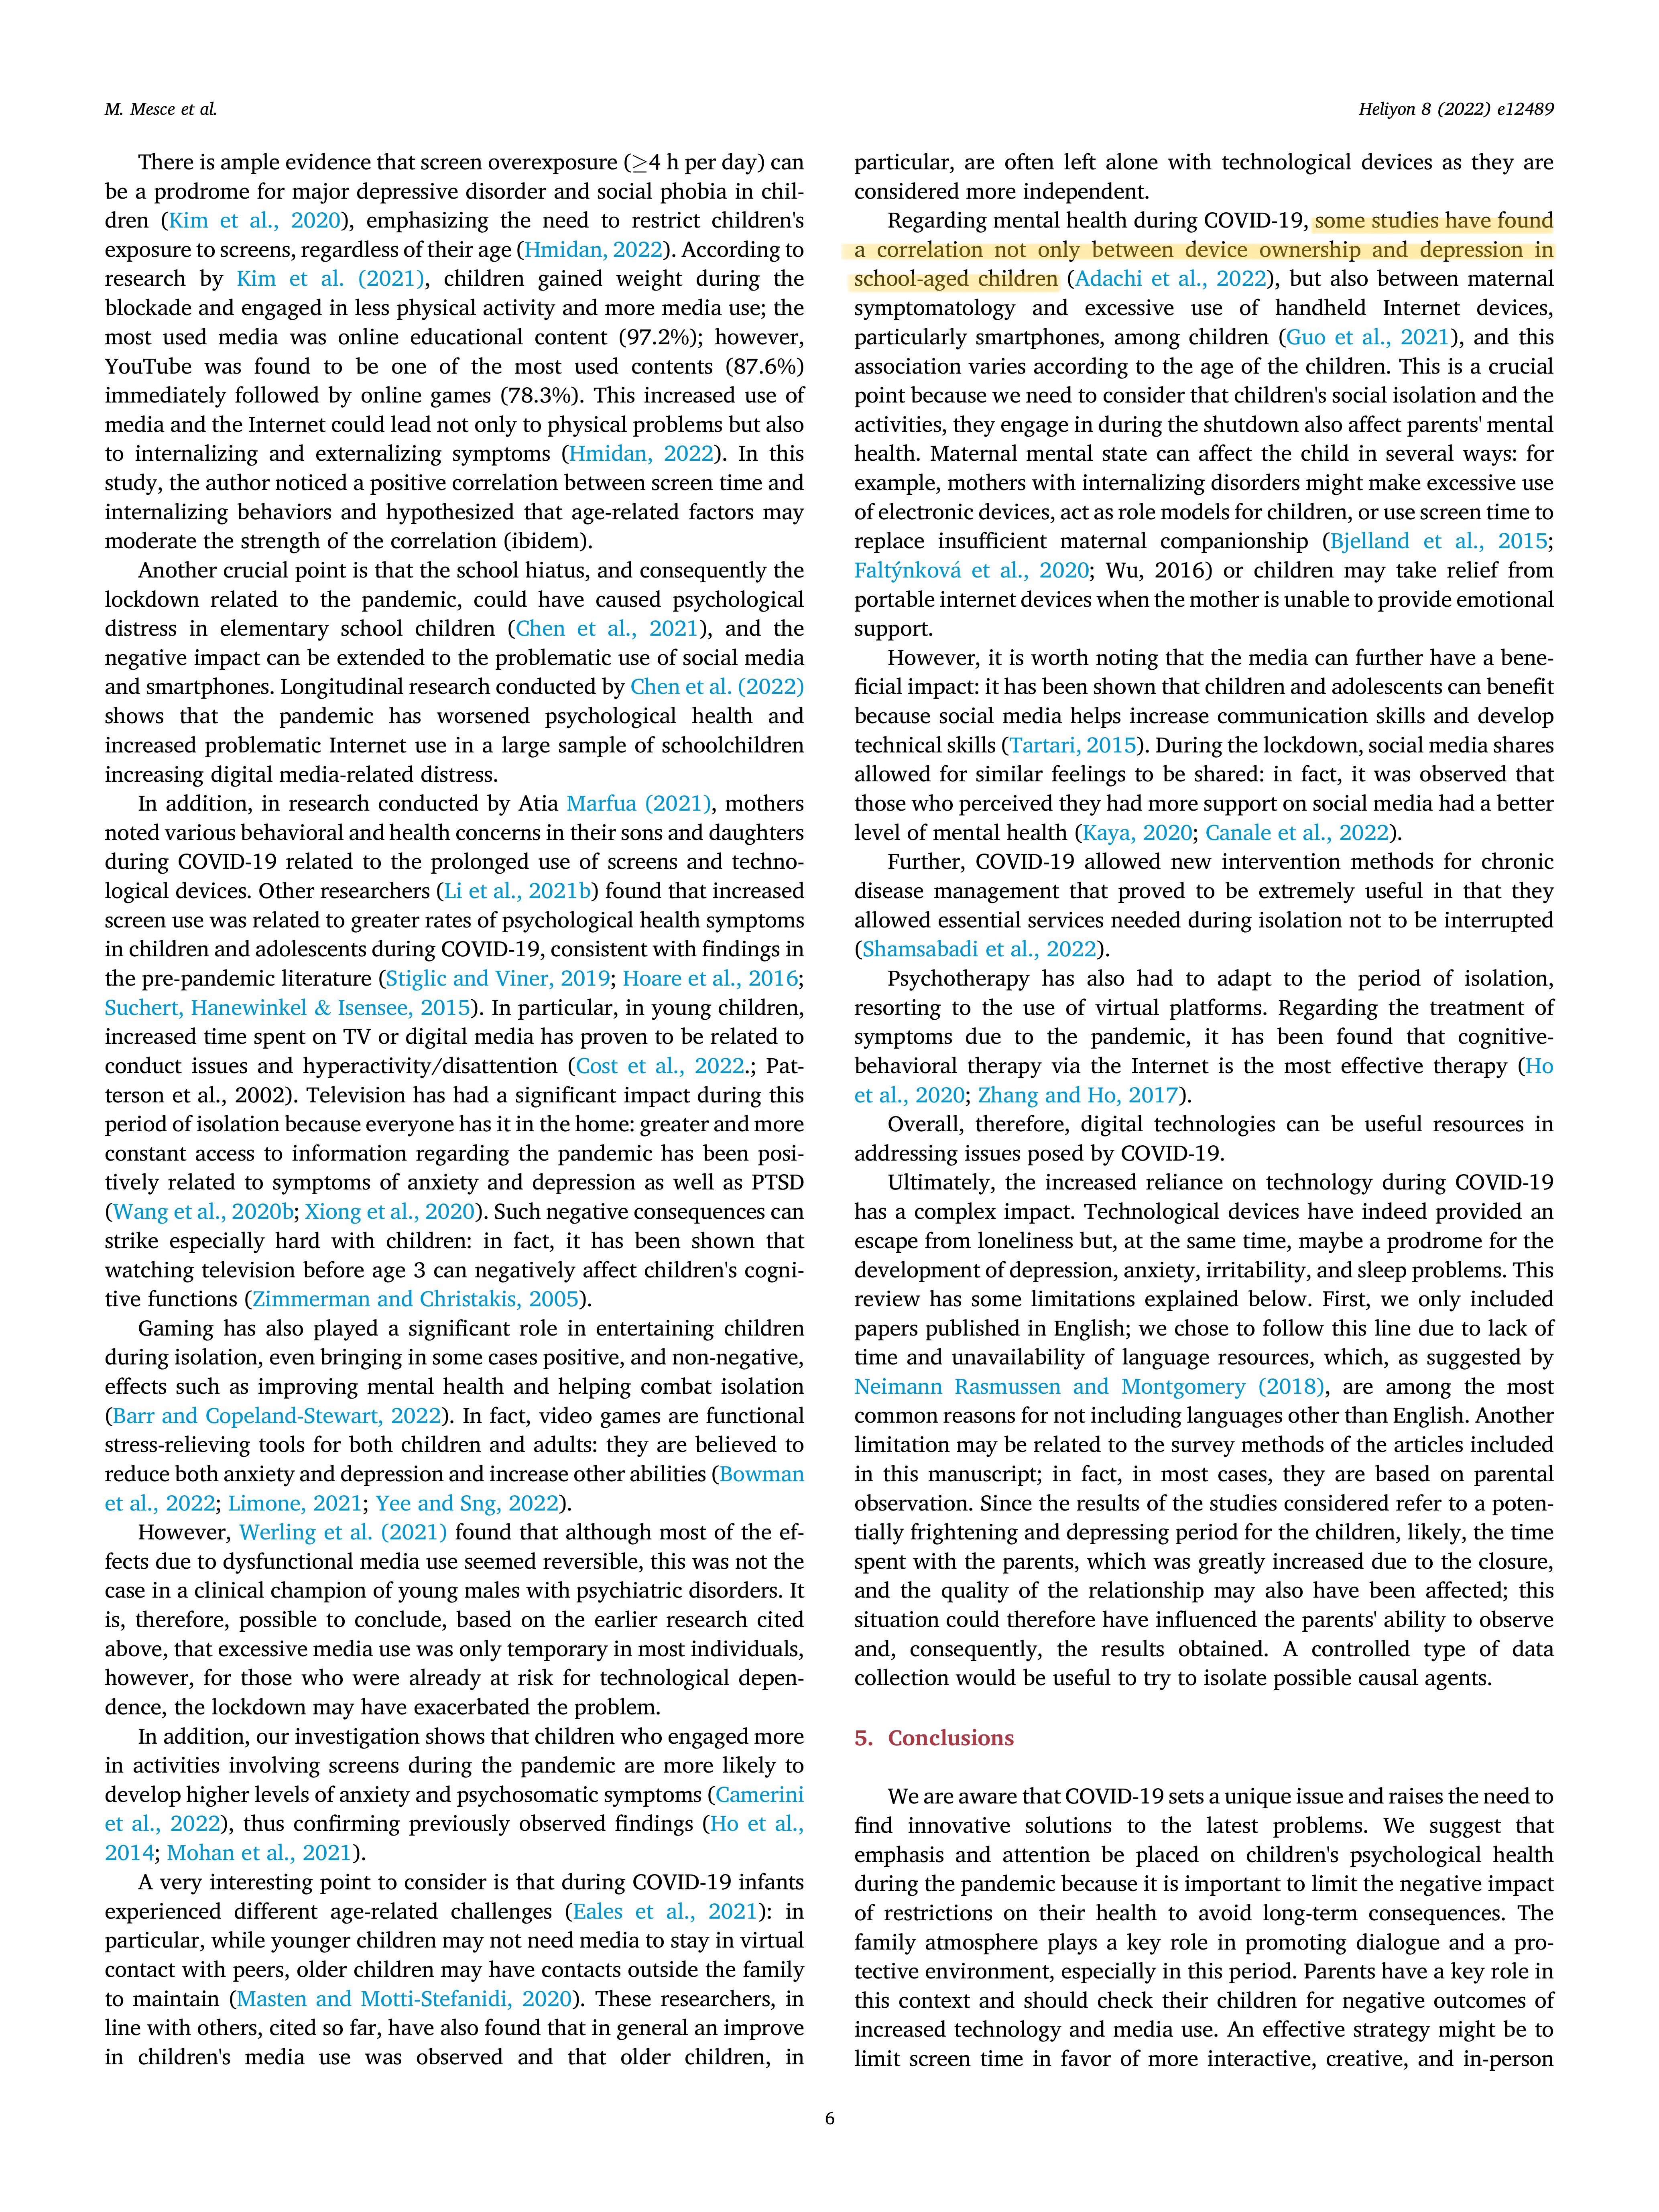 M. Mesce et al.
Heliyon 8 (2022) e12489
There is ample evidence that screen overexposure (≥4 h per day) can
be a prodrome for major depressive disorder and social phobia in chil-
dren (Kim et al., 2020), emphasizing the need to restrict children's
exposure to screens, regardless of their age (Hmidan, 2022). According to
research by Kim et al. (2021), children gained weight during the
blockade and engaged in less physical activity and more media use; the
most used media was online educational content (97.2%); however,
YouTube was found to be one of the most used contents (87.6%)
immediately followed by online games (78.3%). This increased use of
media and the Internet could lead not only to physical problems but also
to internalizing and externalizing symptoms (Hmidan, 2022). In this
study, the author noticed a positive correlation between screen time and
internalizing behaviors and hypothesized that age-related factors may
moderate the strength of the correlation (ibidem).
Another crucial point is that the school hiatus, and consequently the
lockdown related to the pandemic, could have caused psychological
distress in elementary school children (Chen et al., 2021), and the
negative impact can be extended to the problematic use of social media
and smartphones. Longitudinal research conducted by Chen et al. (2022)
shows that the pandemic has worsened psychological health and
increased problematic Internet use in a large sample of schoolchildren
increasing digital media-related distress.
In addition, in research conducted by Atia Marfua (2021), mothers
noted various behavioral and health concerns in their sons and daughters
during COVID-19 related to the prolonged use of screens and techno-
logical devices. Other researchers (Li et al., 2021b) found that increased
screen use was related to greater rates of psychological health symptoms
in children and adolescents during COVID-19, consistent with findings in
the pre-pandemic literature (Stiglic and Viner, 2019; Hoare et al., 2016;
Suchert, Hanewinkel & Isensee, 2015). In particular, in young children,
increased time spent on TV or digital media has proven to be related to
conduct issues and hyperactivity/disattention (Cost et al., 2022.; Pat-
terson et al., 2002). Television has had a significant impact during this
period of isolation because everyone has it in the home: greater and more
constant access to information regarding the pandemic has been posi-
tively related to symptoms of anxiety and depression as well as PTSD
(Wang et al., 2020b; Xiong et al., 2020). Such negative consequences can
strike especially hard with children: in fact, it has been shown that
watching television before age 3 can negatively affect children's cogni-
tive functions (Zimmerman and Christakis, 2005).
Gaming has also played a significant role in entertaining children
during isolation, even bringing in some cases positive, and non-negative,
effects such as improving mental health and helping combat isolation
(Barr and Copeland-Stewart, 2022). In fact, video games are functional
stress-relieving tools for both children and adults: they are believed to
reduce both anxiety and depression and increase other abilities (Bowman
et al., 2022; Limone, 2021; Yee and Sng, 2022).
However, Werling et al. (2021) found that although most of the ef-
fects due to dysfunctional media use seemed reversible, this was not the
case in a clinical champion of young males with psychiatric disorders. It
is, therefore, possible to conclude, based on the earlier research cited
above, that excessive media use was only temporary in most individuals,
however, for those who were already at risk for technological depen-
dence, the lockdown may have exacerbated the problem.
In addition, our investigation shows that children who engaged more
in activities involving screens during the pandemic are more likely to
develop higher levels of anxiety and psychosomatic symptoms (Camerini
et al., 2022), thus confirming previously observed findings (Ho et al.,
2014; Mohan et al., 2021).
A very interesting point to consider is that during COVID-19 infants
experienced different age-related challenges (Eales et al., 2021): in
particular, while younger children may not need media to stay in virtual
contact with peers, older children may have contacts outside the family
to maintain (Masten and Motti-Stefanidi, 2020). These researchers, in
line with others, cited so far, have also found that in general an improve
in children's media use was observed and that older children, in
particular, are often left alone with technological devices as they are
considered more independent.
Regarding mental health during COVID-19, some studies have found
a correlation not only between device ownership and depression in
school-aged children (Adachi et al., 2022), but also between maternal
symptomatology and excessive use of handheld Internet devices,
particularly smartphones, among children (Guo et al., 2021), and this
association varies according to the age of the children. This is a crucial
point because we need to consider that children's social isolation and the
activities, they engage in during the shutdown also affect parents' mental
health. Maternal mental state can affect the child in several ways: for
example, mothers with internalizing disorders might make excessive use
of electronic devices, act as role models for children, or use screen time to
replace insufficient maternal companionship (Bjelland et al., 2015;
Faltýnková et al., 2020; Wu, 2016) or children may take relief from
portable internet devices when the mother is unable to provide emotional
support.
However, it is worth noting that the media can further have a bene-
ficial impact: it has been shown that children and adolescents can benefit
because social media helps increase communication skills and develop
technical skills (Tartari, 2015). During the lockdown, social media shares
allowed for similar feelings to be shared: in fact, it was observed that
those who perceived they had more support on social media had a better
level of mental health (Kaya, 2020; Canale et al., 2022).
Further, COVID-19 allowed new intervention methods for chronic
disease management that proved to be extremely useful in that they
allowed essential services needed during isolation not to be interrupted
(Shamsabadi et al., 2022).
Psychotherapy has also had to adapt to the period of isolation,
resorting to the use of virtual platforms. Regarding the treatment of
symptoms due to the pandemic, it has been found that cognitive-
behavioral therapy via the Internet is the most effective therapy (Ho
et al., 2020; Zhang and Ho, 2017).
Overall, therefore, digital technologies can be useful resources in
addressing issues posed by COVID-19.
Ultimately, the increased reliance on technology during COVID-19
has a complex impact. Technological devices have indeed provided an
escape from loneliness but, at the same time, maybe a prodrome for the
development of depression, anxiety, irritability, and sleep problems. This
review has some limitations explained below. First, we only included
papers published in English; we chose to follow this line due to lack of
time and unavailability of language resources, which, as suggested by
Neimann Rasmussen and Montgomery (2018), are among the most
common reasons for not including languages other than English. Another
limitation may be related to the survey methods of the articles included
in this manuscript; in fact, in most cases, they are based on parental
observation. Since the results of the studies considered refer to a poten-
tially frightening and depressing period for the children, likely, the time
spent with the parents, which was greatly increased due to the closure,
and the quality of the relationship may also have been affected; this
situation could therefore have influenced the parents' ability to observe
and, consequently, the results obtained. A controlled type of data
collection would be useful to try to isolate possible causal agents.
5. Conclusions
We are aware that COVID-19 sets a unique issue and raises the need to
find innovative solutions to the latest problems. We suggest that
emphasis and attention be placed on children's psychological health
during the pandemic because it is important to limit the negative impact
of restrictions on their health to avoid long-term consequences. The
family atmosphere plays a key role in promoting dialogue and a pro-
tective environment, especially in this period. Parents have a key role in
this context and should check their children for negative outcomes of
increased technology and media use. An effective strategy might be to
limit screen time in favor of more interactive, creative, and in-person
6